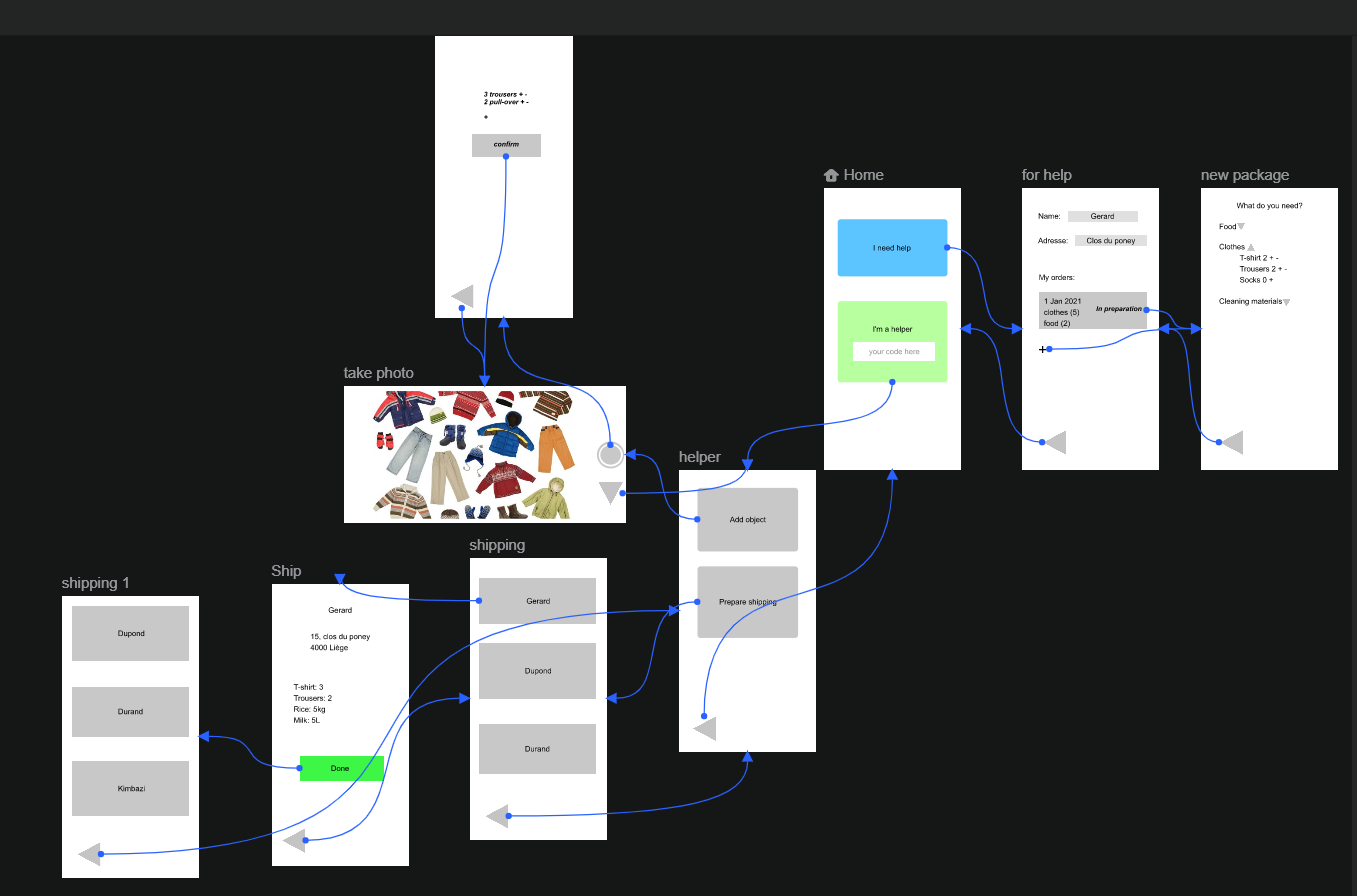 3 trousers + -
2 pull-over + -
+
confirm
Home
I need help
I'm a helper
your code here
for help
Name: Gerard
Adresse: Clos du poney
My orders:
1 Jan 2021
clothes (5)
food (2)
In preparation
+
new package
What do you need?
Food
Clothes
T-shirt 2 + -
Trousers 2 + -
Socks 0 +
Cleaning materials
take photo
helper
Add object
Prepare shipping
shipping
Gerard
Dupond
Durand
Ship
Gerard
15, clos du poney
4000 Liège
T-shirt: 3
Trousers: 2
Rice: 5kg
Milk: 5L
Done
shipping 1
Dupond
Durand
Kimbazi